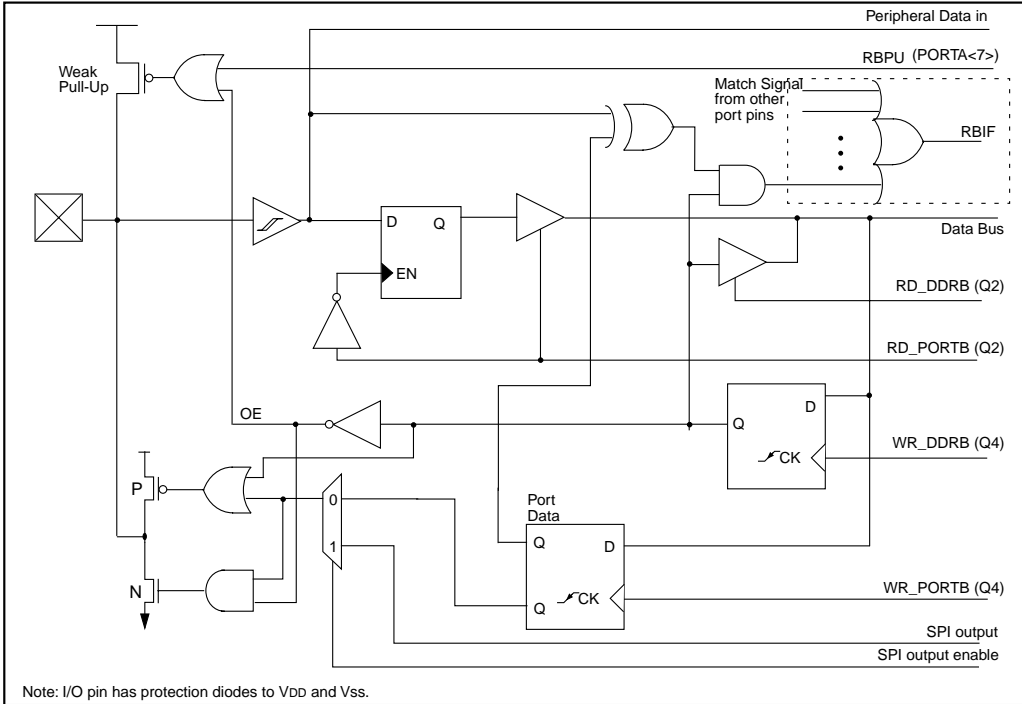 Peripheral Data in
RBPU (PORTA<7>)
Weak
Pull-Up
Match Signal
from other
port pins
RBIF
D
Q
EN
Data Bus
RD_DDRB (Q2)
RD_PORTB (Q2)
OE
Q
D
CK
WR_DDRB (Q4)
P
0
1
Port
Data
Q
D
N
Q
CK
WR_PORTB (Q4)
SPI output
SPI output enable
Note: I/O pin has protection diodes to VDD and Vss.